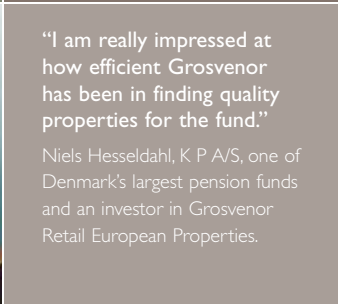 “I am really impressed at
how efficient Grosvenor
has been in finding quality
properties for the fund.”
Niels Hesseldahl, K P A/S, one of
Denmark’s largest pension funds
and an investor in Grosvenor
Retail European Properties.